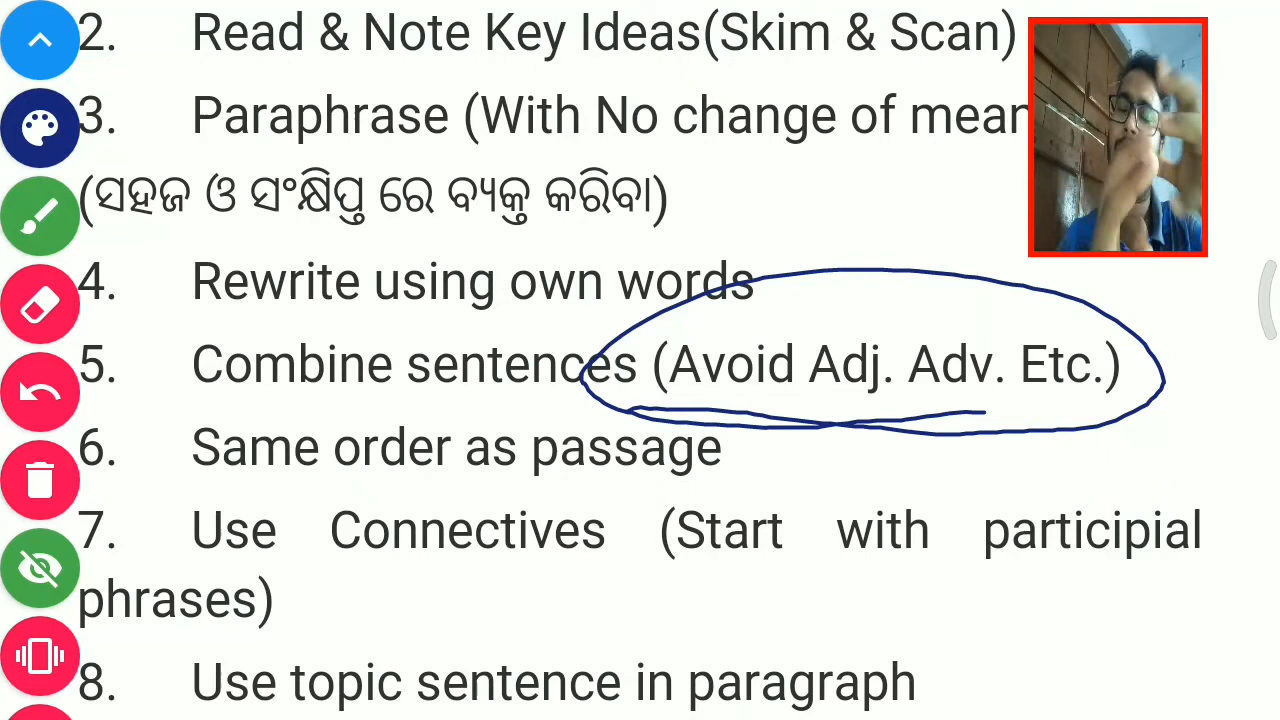 2. Read & Note Key Ideas(Skim & Scan)
3. Paraphrase (With No change of mean
(ସହଜ ଓ ସଂକ୍ଷିପ୍ତ ରେ ବ୍ୟକ୍ତ କରିବା)
4. Rewrite using own words
5. Combine sentences (Avoid Adj. Adv. Etc.)
6. Same order as passage
7. Use Connectives (Start with participial
phrases)
8. Use topic sentence in paragraph